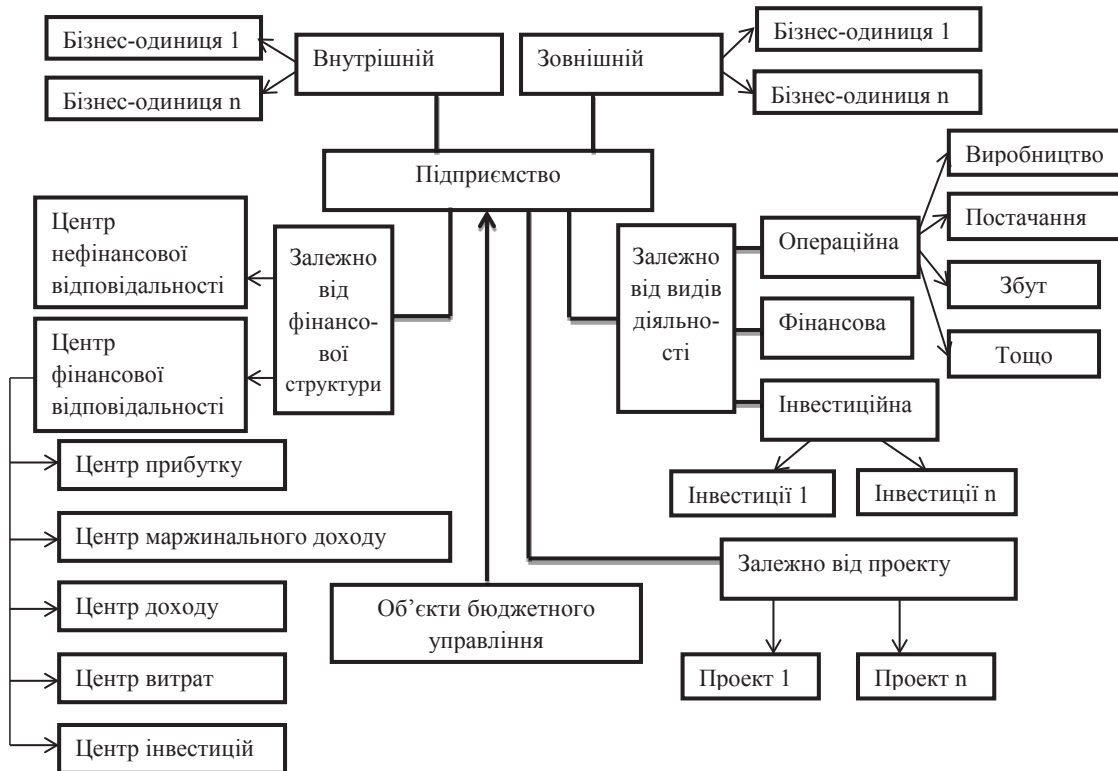 Бізнес-одиниця 1
Бізнес-одиниця n
Внутрішній
Зовнішній
Бізнес-одиниця 1
Бізнес-одиниця n
Підприємство
Центр
нефінансової
відповідальності
Центр
фінансової
відповідальності
Залежно
від
фінансо-
вої
структури
Залежно
від видів
діяльно-
сті
Операційна
Фінансова
Інвестиційна
Виробництво
Постачання
Збут
Тощо
Інвестиції 1
Інвестиції n
Центр прибутку
Центр маржинального доходу
Центр доходу
Центр витрат
Центр інвестицій
Об’єкти бюджетного
управління
Залежно від проекту
Проект 1
Проект n